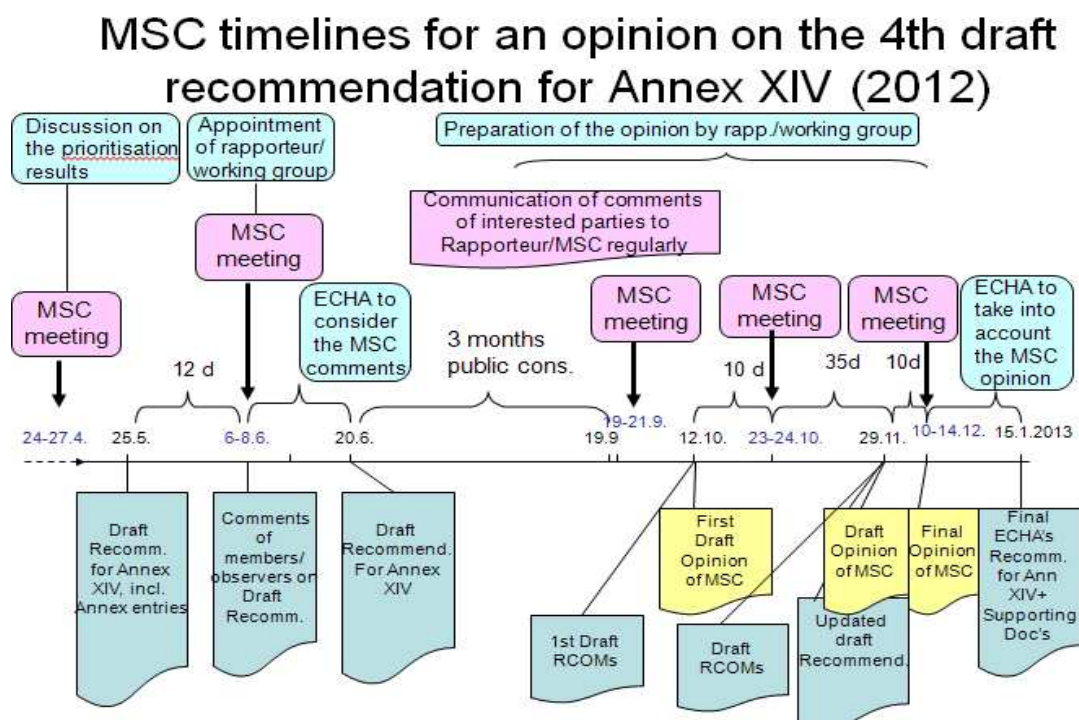 MSC timelines for an opinion on the 4th draft
recommendation for Annex XIV (2012)
Discussion on
the prioritisation
results
Appointment
of rapporteur/
working group
Preparation of the opinion by rapp./working group
Communication of comments
of interested parties to
Rapporteur/MSC regularly
MSC
meeting
MSC
meeting
ECHA to
consider
the MSC
comments
3 months
public cons.
MSC
meeting
MSC
meeting
MSC
meeting
ECHA to
take into
account
the MSC
opinion
12 d
10 d
35d
10d
24-27.4.
25.5.
6-8.6.
20.6.
19.9
19-21.9.
12.10.
23-24.10.
29.11.
10-14.12.
15.1.2013
Draft
Recomm.
for Annex
XIV, incl.
Annex entries
Comments
of
members/
observers on
Draft
Recomm.
Draft
Recommend.
For Annex
XIV
First
Draft
Opinion
of MSC
Draft
Opinion
of MSC
Final
Opinion
of MSC
Final
ECHA's
Recomm.
for Ann
XIV+
Supporting
Doc's
1st Draft
RCOMs
Draft
RCOMs
Updated
draft
Recommend.